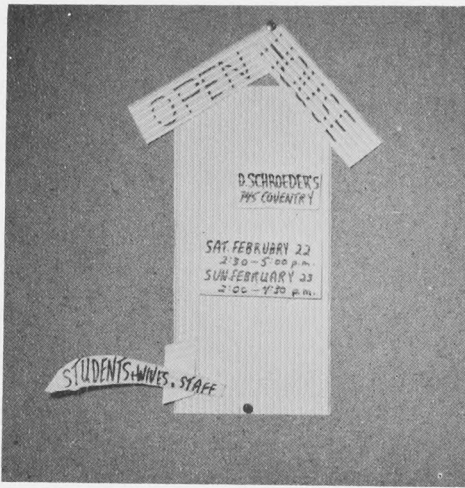 OPEN HOUSE
D. SCHROEDER'S
COVENTRY
SAT. FEBRUARY 22
2:30 - 5:00 p.m.
SUN. FEBRUARY 23
2:00 - 4:30 p.m.
STUDENTS, WIVES, STAFF